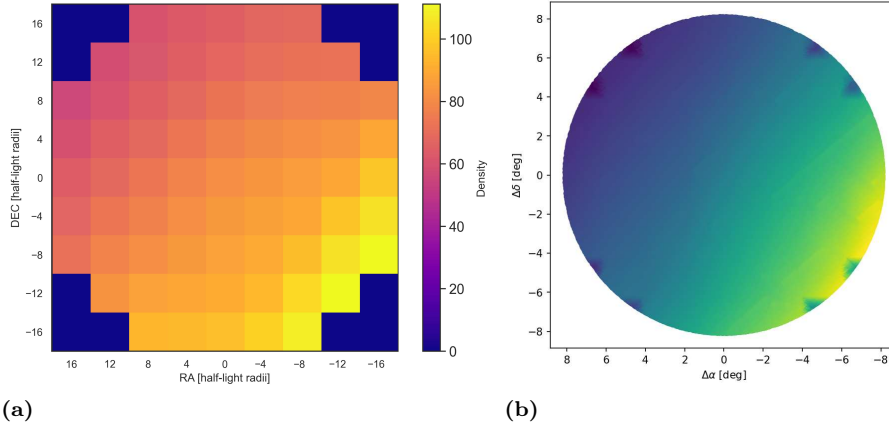 16
12
8
4
0
−4
−8
−12
−16
DEC [half-light radii]
16 12 8 4 0 −4 −8 −12 −16
RA [half-light radii]
100
80
60
40
20
0
Density
(a)
8
6
4
2
0
−2
−4
−6
−8
Δδ [deg]
8 6 4 2 0 −2 −4 −6 −8
Δα [deg]
(b)